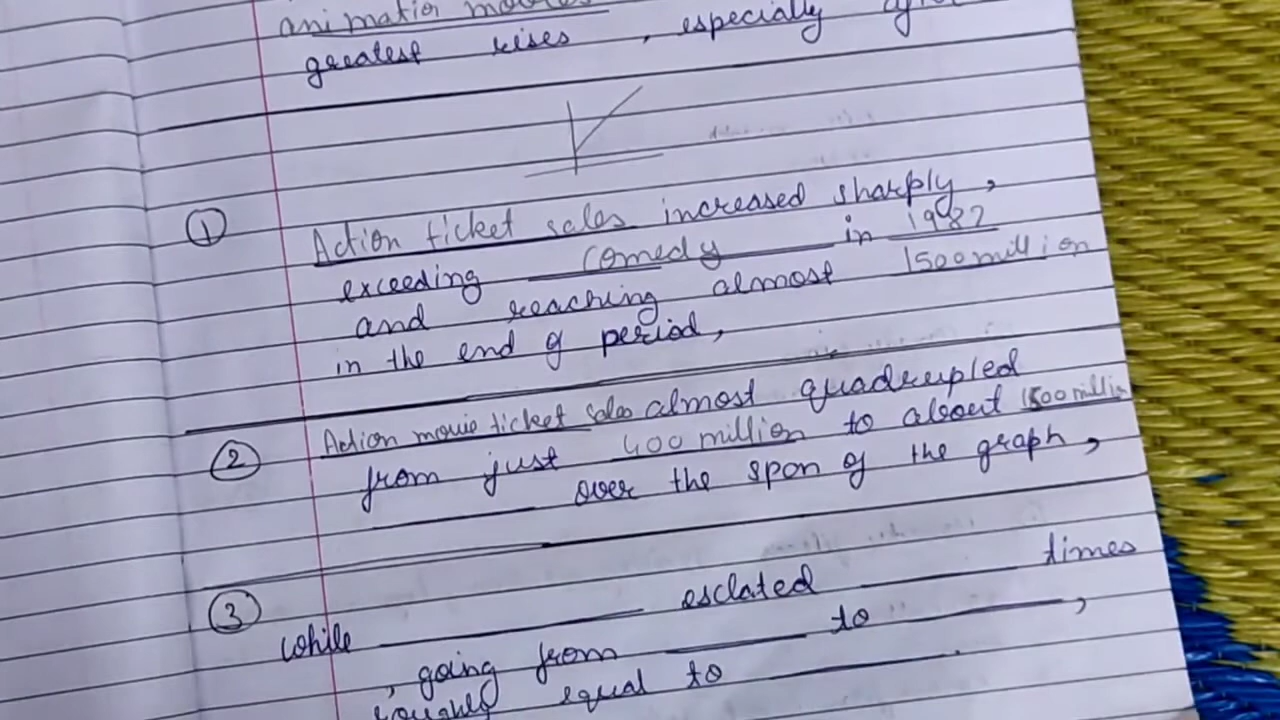 animation movies
greatest rises , especially
① Action ticket sales increased sharply,
exceeding comedy in 1987
and reaching almost 1500 million
in the end of period,
② Action movie ticket sales almost quadrupled
from just 400 million to about 1500 million
over the span of the graph,
③ while esclated times
, going from to ,
equal to .